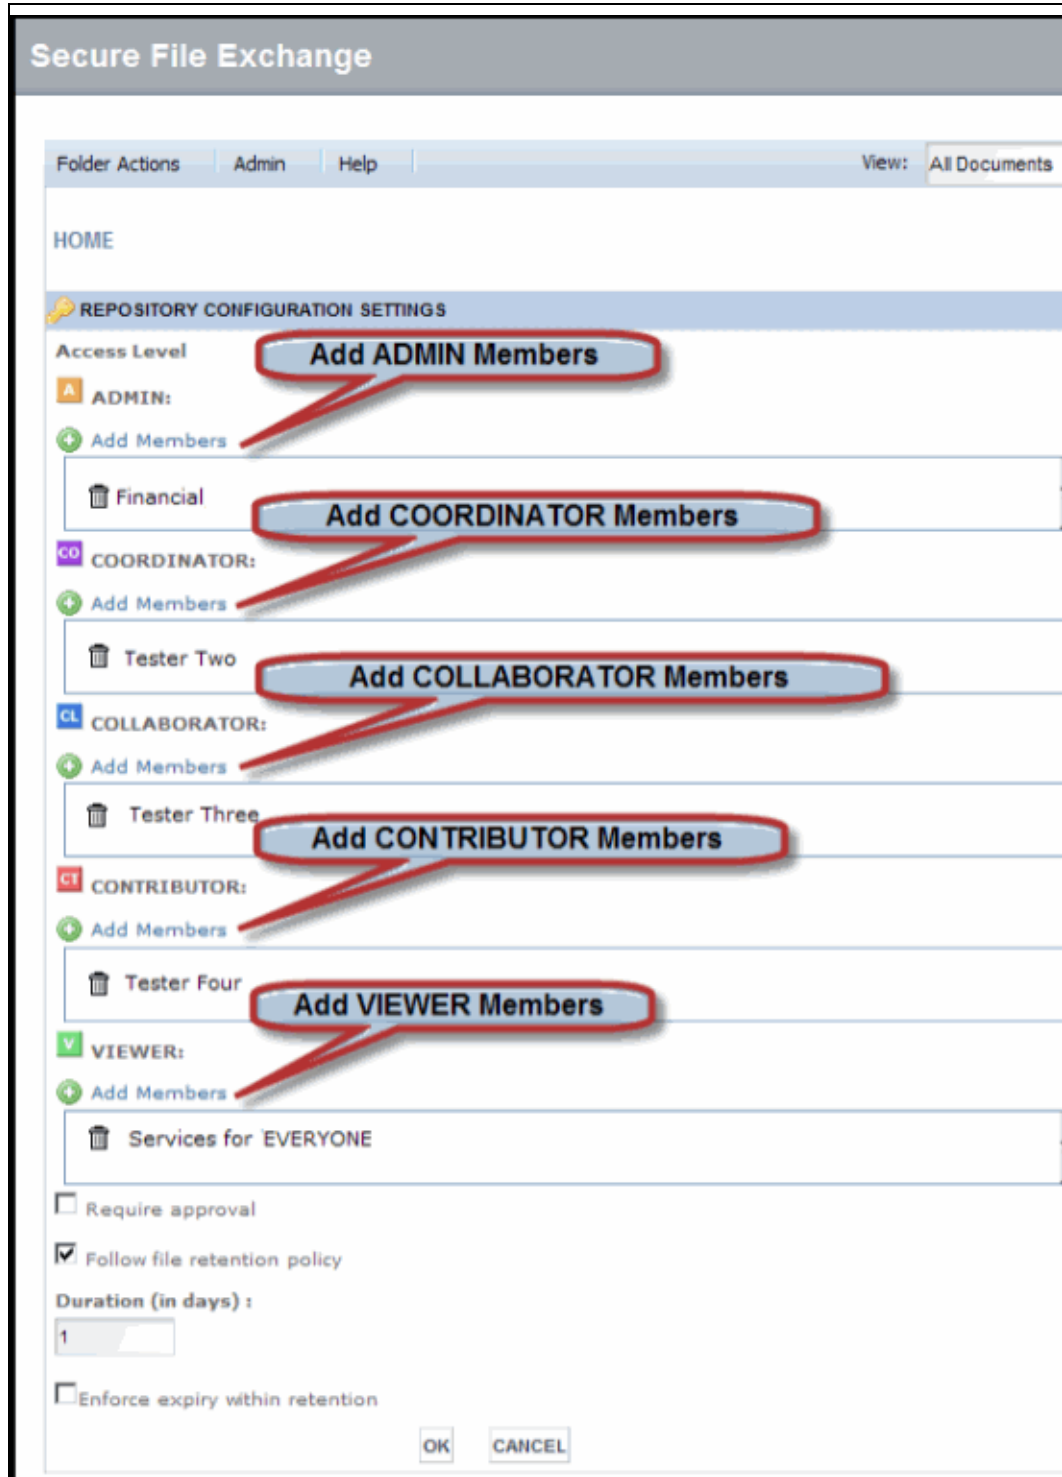 Secure File Exchange
Folder Actions Admin Help View: All Documents
HOME
REPOSITORY CONFIGURATION SETTINGS
Access Level
Add ADMIN Members
A ADMIN:
Add Members
Financial
Add COORDINATOR Members
CO COORDINATOR:
Add Members
Tester Two
Add COLLABORATOR Members
CL COLLABORATOR:
Add Members
Tester Three
Add CONTRIBUTOR Members
CT CONTRIBUTOR:
Add Members
Tester Four
Add VIEWER Members
V VIEWER:
Add Members
Services for EVERYONE
Require approval
Follow file retention policy
Duration (in days) :
1
Enforce expiry within retention
OK CANCEL